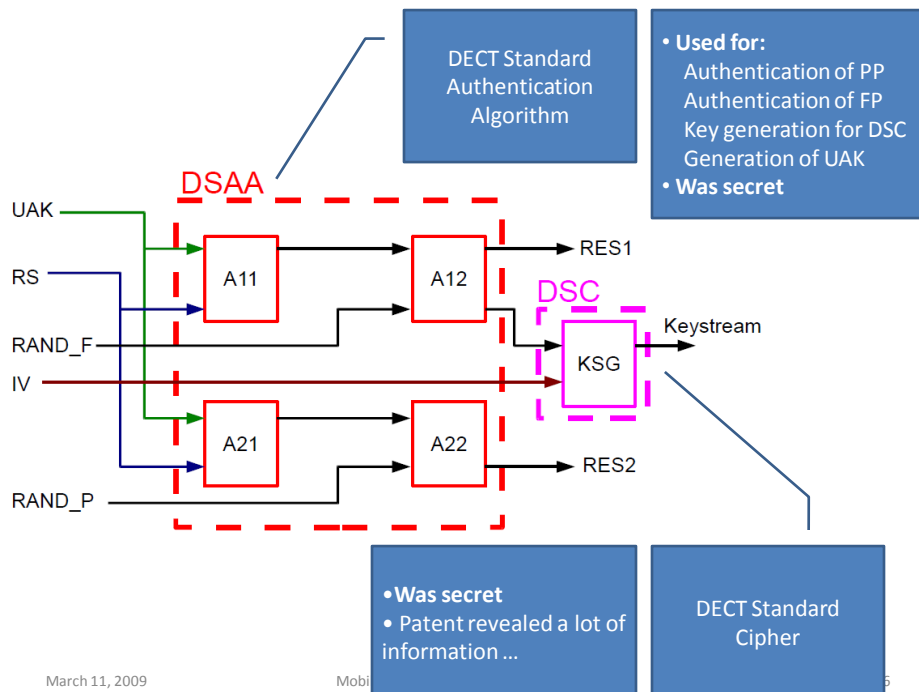 DECT Standard
Authentication
Algorithm
• Used for:
Authentication of PP
Authentication of FP
Key generation for DSC
Generation of UAK
• Was secret
DSAA
UAK
RS
RAND_F
IV
RAND_P
A11
A12
A21
A22
RES1
DSC
KSG
Keystream
RES2
•Was secret
• Patent revealed a lot of
information ...
DECT Standard
Cipher
March 11, 2009